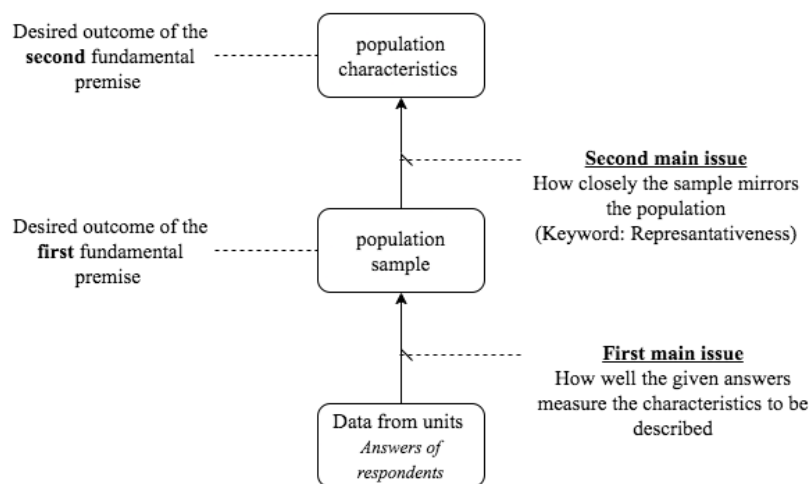 Desired outcome of the
second fundamental
premise
population
characteristics
Second main issue
How closely the sample mirrors
the population
(Keyword: Represantativeness)
Desired outcome of the
first fundamental
premise
population
sample
First main issue
How well the given answers
measure the characteristics to be
described
Data from units
Answers of
respondents